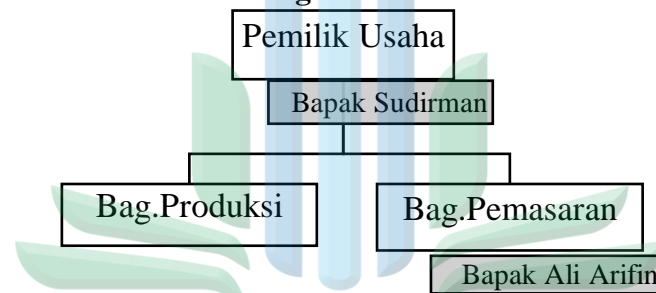 Pemilik Usaha
Bapak Sudirman
Bag.Produksi
Bag.Pemasaran
Bapak Ali Arifin